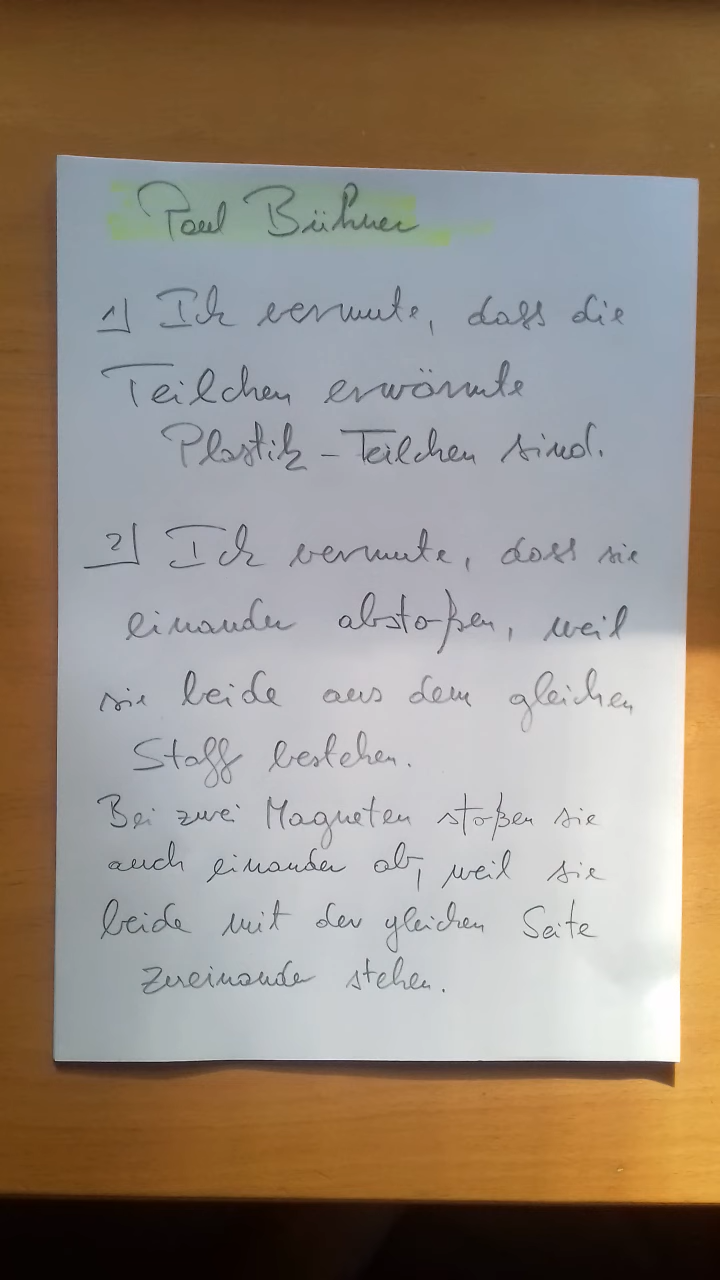 Paul Bühner
1) Ich vermute, dass die
Teilchen erwärmte
Plastik-Teilchen sind.
2) Ich vermute, dass sie
einander abstoßen, weil
sie beide aus dem gleichen
Stoff bestehen.
Bei zwei Magneten stoßen sie
auch einander ab, weil sie
beide mit der gleichen Seite
zueinander stehen.